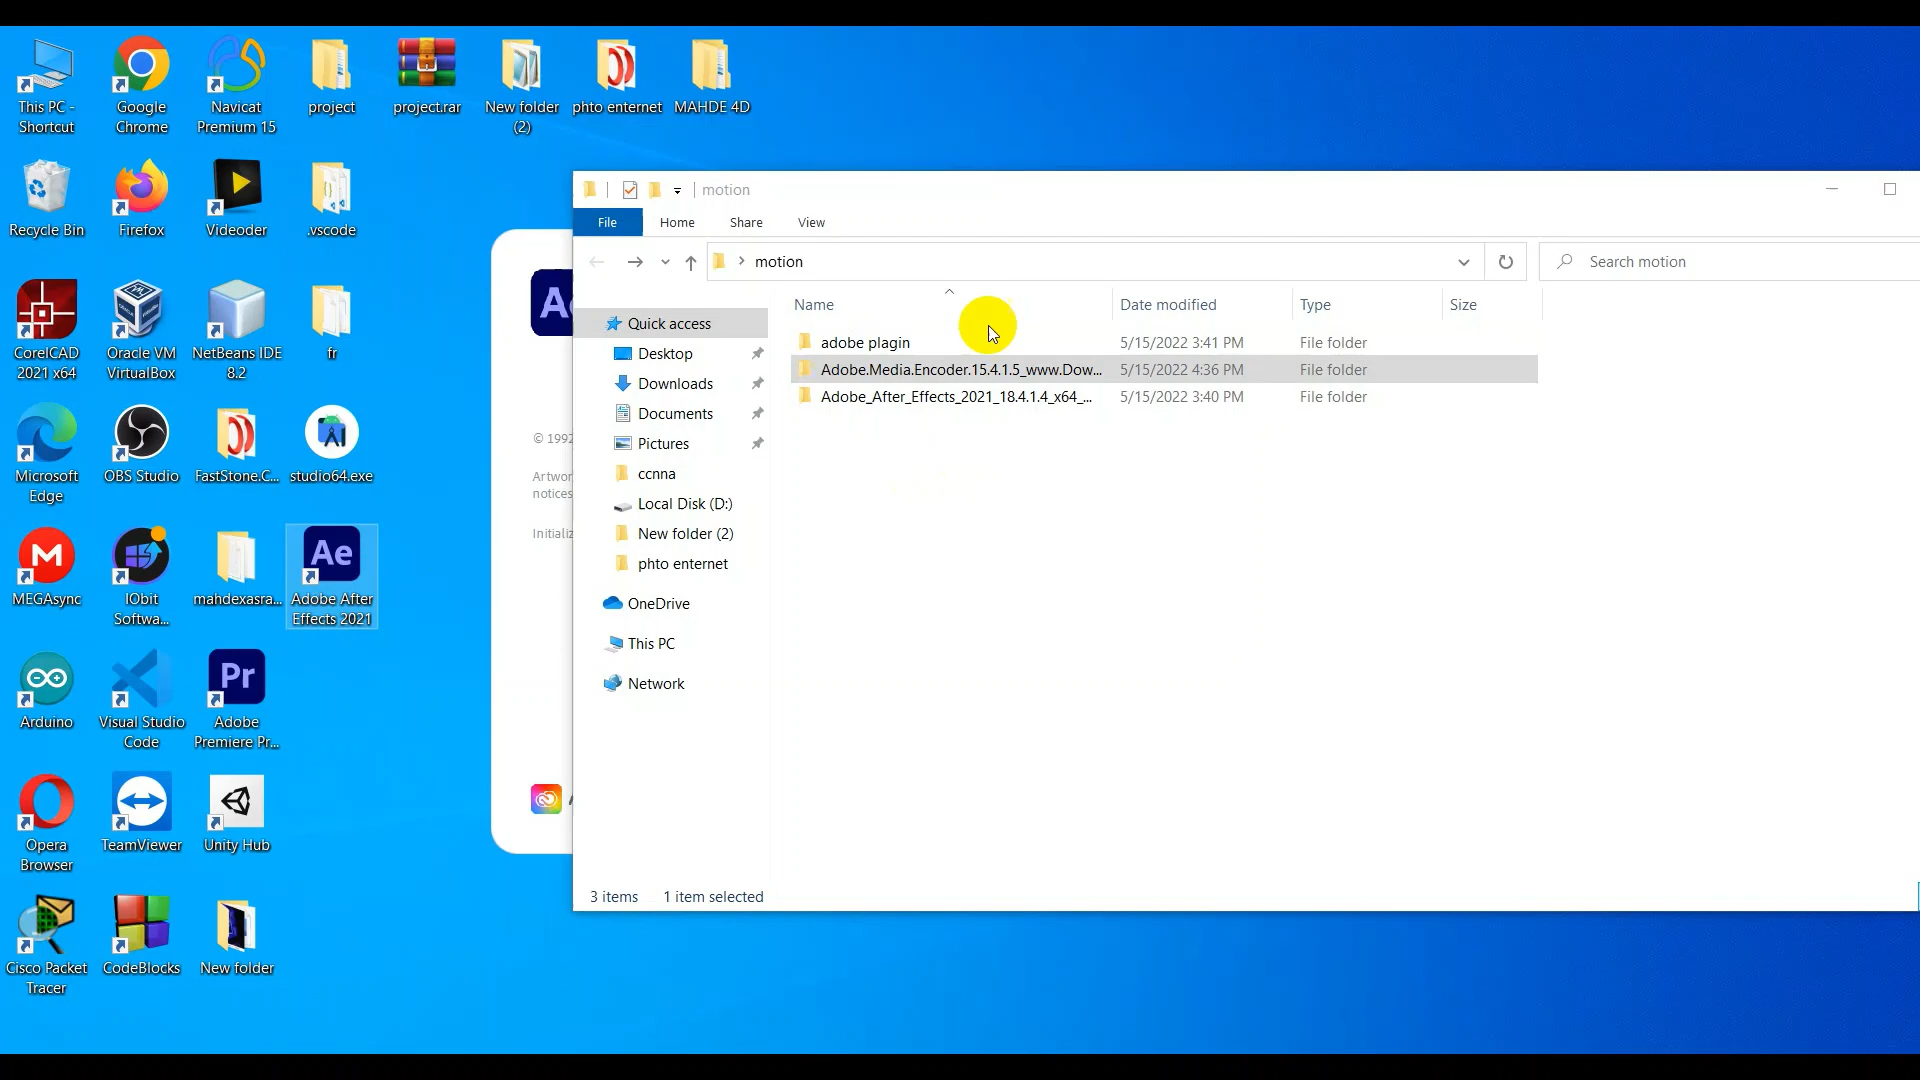 This PC -
Shortcut
Google
Chrome
Navicat
Premium 15
project
project.rar
New folder
(2)
phto enternet
MAHDE 4D
Recycle Bin
Firefox
Videoder
.vscode
CorelCAD
2021 x64
Oracle VM
VirtualBox
NetBeans IDE
8.2
fr
Microsoft
Edge
OBS Studio
FastStone.C...
studio64.exe
MEGAsync
IObit
Softwa...
mahdexasra...
Ae
Adobe After
Effects 2021
Arduino
Visual Studio
Code
Pr
Adobe
Premiere Pr...
Opera
Browser
TeamViewer
Unity Hub
Cisco Packet
Tracer
CodeBlocks
New folder
© 1992
notices
motion
File Home Share View
motion
Search motion
Name Date modified Type Size
adobe plagin 5/15/2022 3:41 PM File folder
Adobe.Media.Encoder.15.4.1.5_www.Dow... 5/15/2022 4:36 PM File folder
Adobe_After_Effects_2021_18.4.1.4_x64_... 5/15/2022 3:40 PM File folder
Quick access
Desktop
Downloads
Documents
Pictures
ccnna
Local Disk (D:)
New folder (2)
phto enternet
OneDrive
This PC
Network
3 items 1 item selected